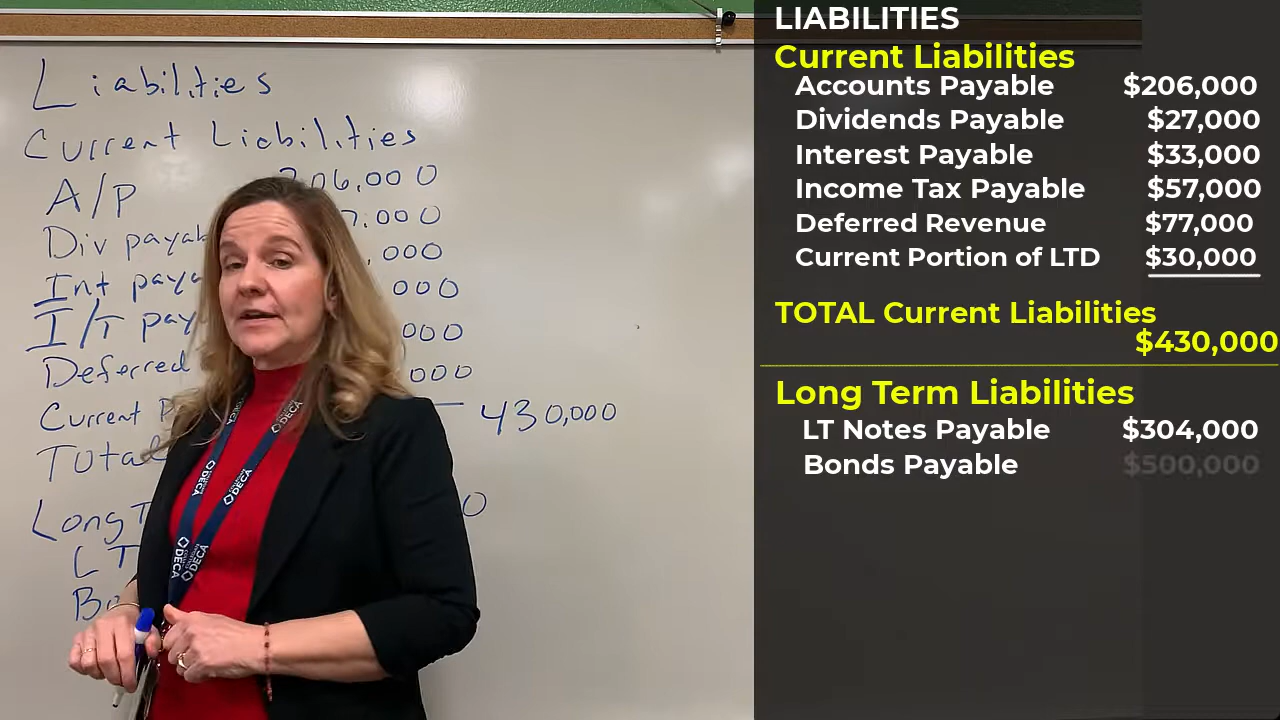 Liabilities
Current Liabilities
A/P 206,000
Div payab 7,000
Int paya ,000
I/T pay 000
Deferred 000
Current P
Total 430,000
Long T 0
LT
Bo
DECA
DECA
DECA
DECA
LIABILITIES
Current Liabilities
Accounts Payable $206,000
Dividends Payable $27,000
Interest Payable $33,000
Income Tax Payable $57,000
Deferred Revenue $77,000
Current Portion of LTD $30,000
TOTAL Current Liabilities
$430,000
Long Term Liabilities
LT Notes Payable $304,000
Bonds Payable $500,000